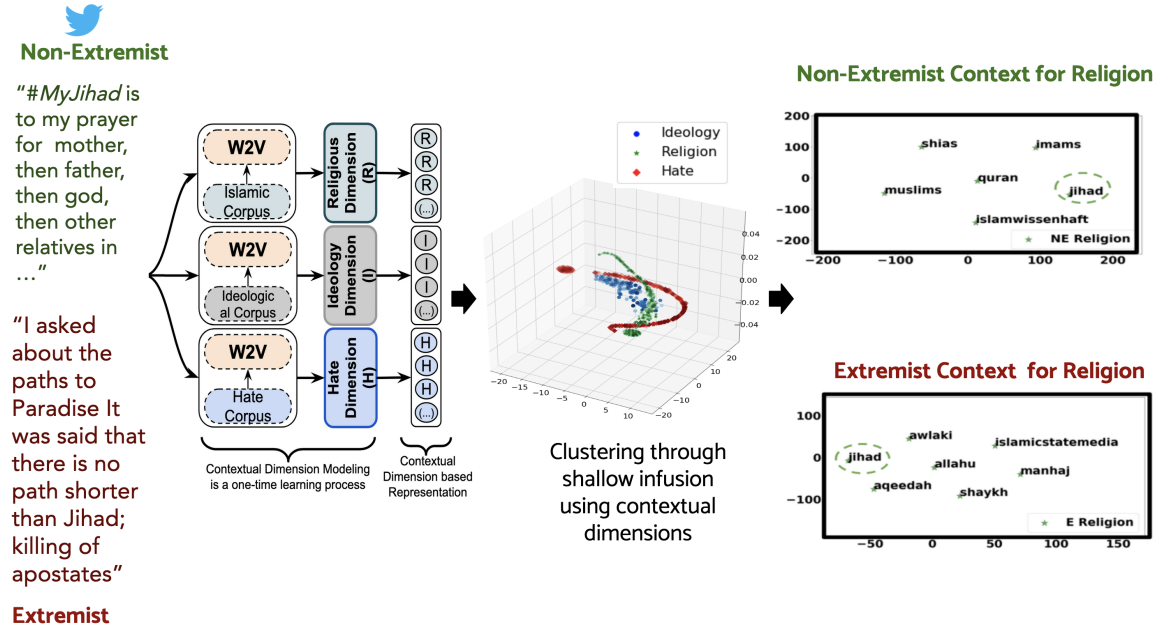 Non-Extremist
“#MyJihad is
to my prayer
for mother,
then father,
then god,
then other
relatives in
...”
“I asked
about the
paths to
Paradise It
was said that
there is no
path shorter
than Jihad;
killing of
apostates”
Extremist
W2V
Islamic
Corpus
Religious
Dimension
(R)
R
R
R
(...)
W2V
Ideologic
al Corpus
Ideology
Dimension
(I)
I
I
I
(...)
W2V
Hate
Corpus
Hate
Dimension
(H)
H
H
H
(...)
Contextual Dimension Modeling
is a one-time learning process
Contextual
Dimension based
Representation
Ideology
Religion
Hate
0.04
0.02
0.00
−0.02
−0.04
−20
−15
−10
−5
0
5
10
−20
−10
0
10
20
Clustering through
shallow infusion
using contextual
dimensions
Non-Extremist Context for Religion
200
100
0
−100
−200
shias
imams
quran
muslims
jihad
islamwissenhaft
NE Religion
−200 −100 0 100 200
Extremist Context for Religion
100
0
−100
awlaki
islamicstatemedia
jihad
allahu
manhaj
aqeedah
shaykh
E Religion
−50 0 50 100 150